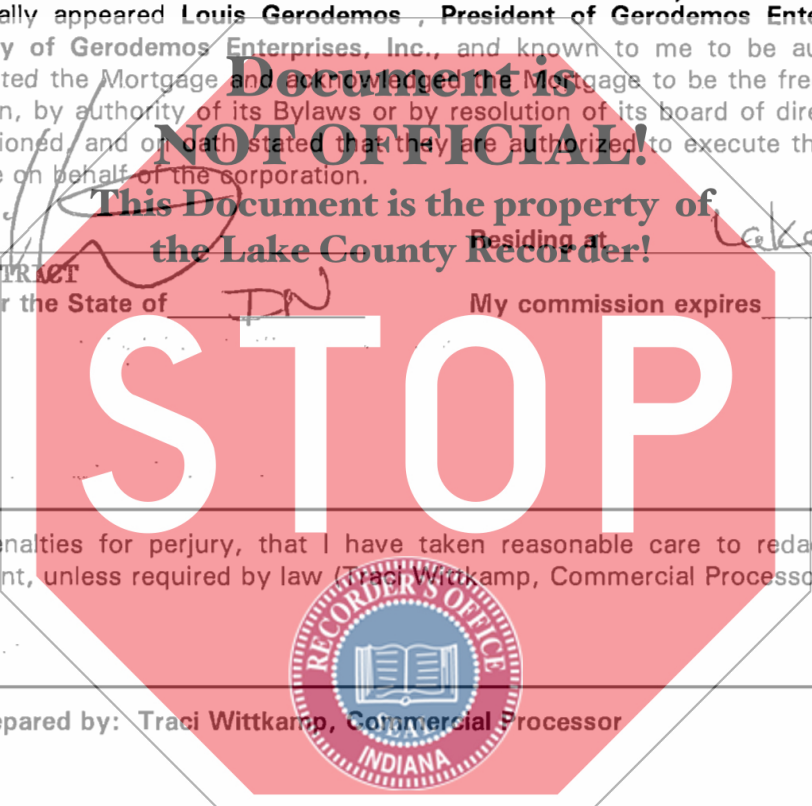 ally appeared Louis Gerodemos , President of Gerodemos Ente
y of Gerodemos Enterprises, Inc., and known to me to be au
ted the Mortgage and acknowledged the Mortgage to be the fre
n, by authority of its Bylaws or by resolution of its board of dire
ioned, and on oath stated that they are authorized to execute th
e on behalf of the corporation.
Document is
NOT OFFICIAL!
This Document is the property of
the Lake County Recorder!
Residing at Lake
TRACT
r the State of IN My commission expires
STOP
enalties for perjury, that I have taken reasonable care to reda
nt, unless required by law (Traci Wittkamp, Commercial Processo
RECORDER'S OFFICE
SEAL
INDIANA
epared by: Traci Wittkamp, Commercial Processor